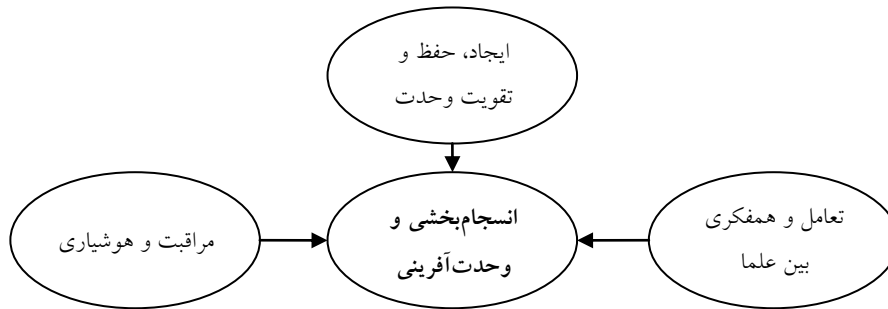 ایجاد، حفظ و
تقویت وحدت
تعامل و همفکری
بین علما
انسجام‌بخشی و
وحدت‌آفرینی
مراقبت و هوشیاری